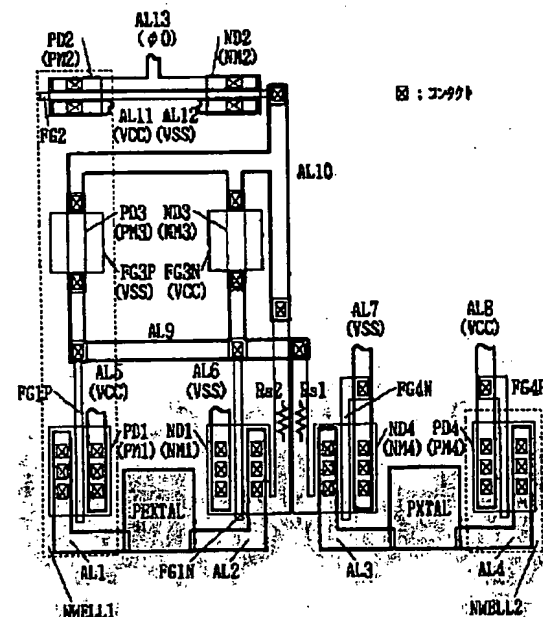 AL13
(φ0)
PD2
(PM2)
ND2
(NM2)
⊠ : コンタクト
FG2
AL11 AL12
(VCC) (VSS)
AL10
PD3 ND3
(PM3) (NM3)
FG3P FG3N
(VSS) (VCC)
AL9
AL7
(VSS)
AL8
(VCC)
FG1P
AL5
(VCC)
AL6
(VSS)
Rs2 Rs1
FG4N
FG4P
PD1
(PM1)
ND1
(NM1)
ND4
(NM4)
PD4
(PM4)
PEXTAL
PXTAL
AL1
FG1N
AL2
AL3
AL4
NWELL1
NWELL2